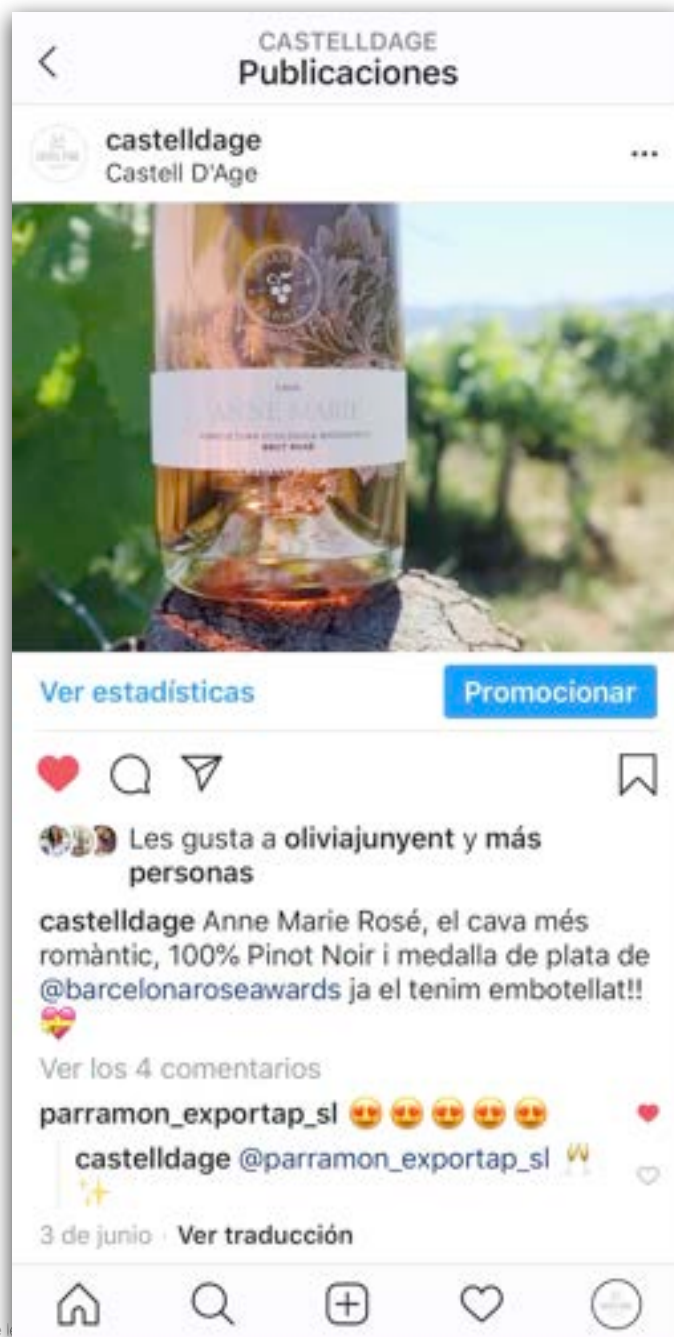 CASTELLDAGE
Publicaciones
castelldage
Castell D'Age
CAVA
ANNE MARIE
BRUT ROSÉ
Ver estadísticas
Promocionar
Les gusta a oliviajunyent y más
personas
castelldage Anne Marie Rosé, el cava més
romàntic, 100% Pinot Noir i medalla de plata de
@barcelonaroseawards ja el tenim embotellat!!
💝
Ver los 4 comentarios
parramon_exportap_sl 😍😍😍😍😍
castelldage @parramon_exportap_sl 🥂
✨
3 de junio · Ver traducción